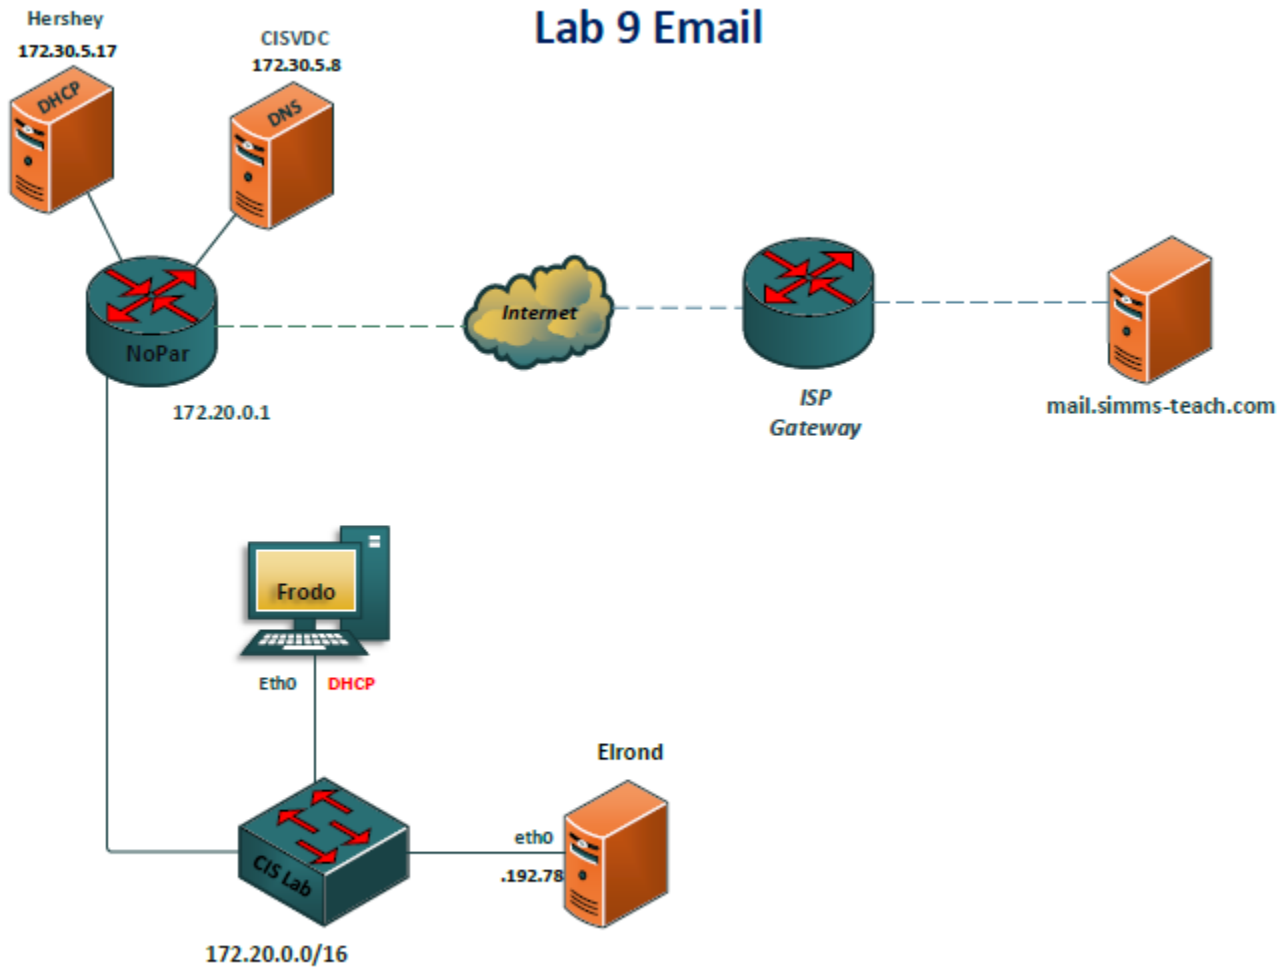 Lab 9 Email
Hershey
172.30.5.17
CISVDC
172.30.5.8
DHCP
DNS
NoPar
172.20.0.1
Internet
ISP
Gateway
mail.simms-teach.com
Frodo
Eth0 DHCP
Elrond
eth0
.192.78
CIS Lab
172.20.0.0/16